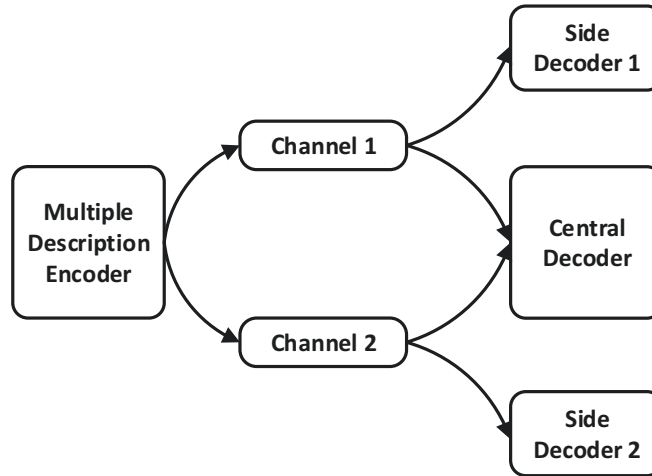 Side
Decoder 1
Channel 1
Multiple
Description
Encoder
Central
Decoder
Channel 2
Side
Decoder 2